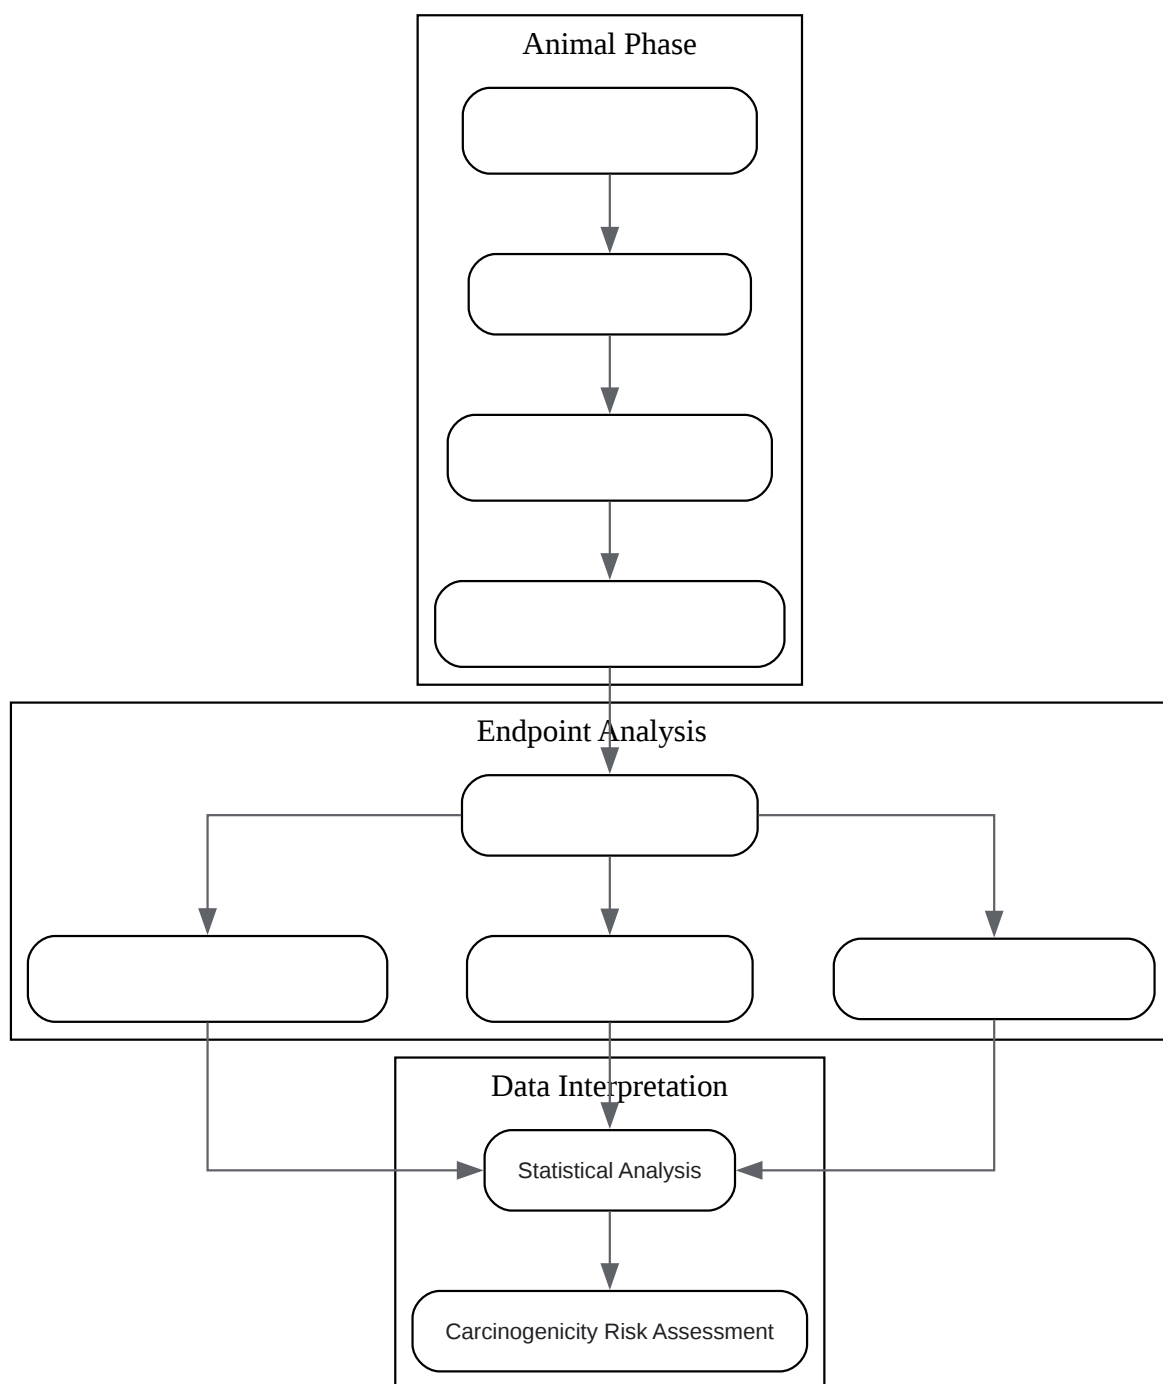 Animal Phase
Endpoint Analysis
Data Interpretation
Statistical Analysis
Carcinogenicity Risk Assessment